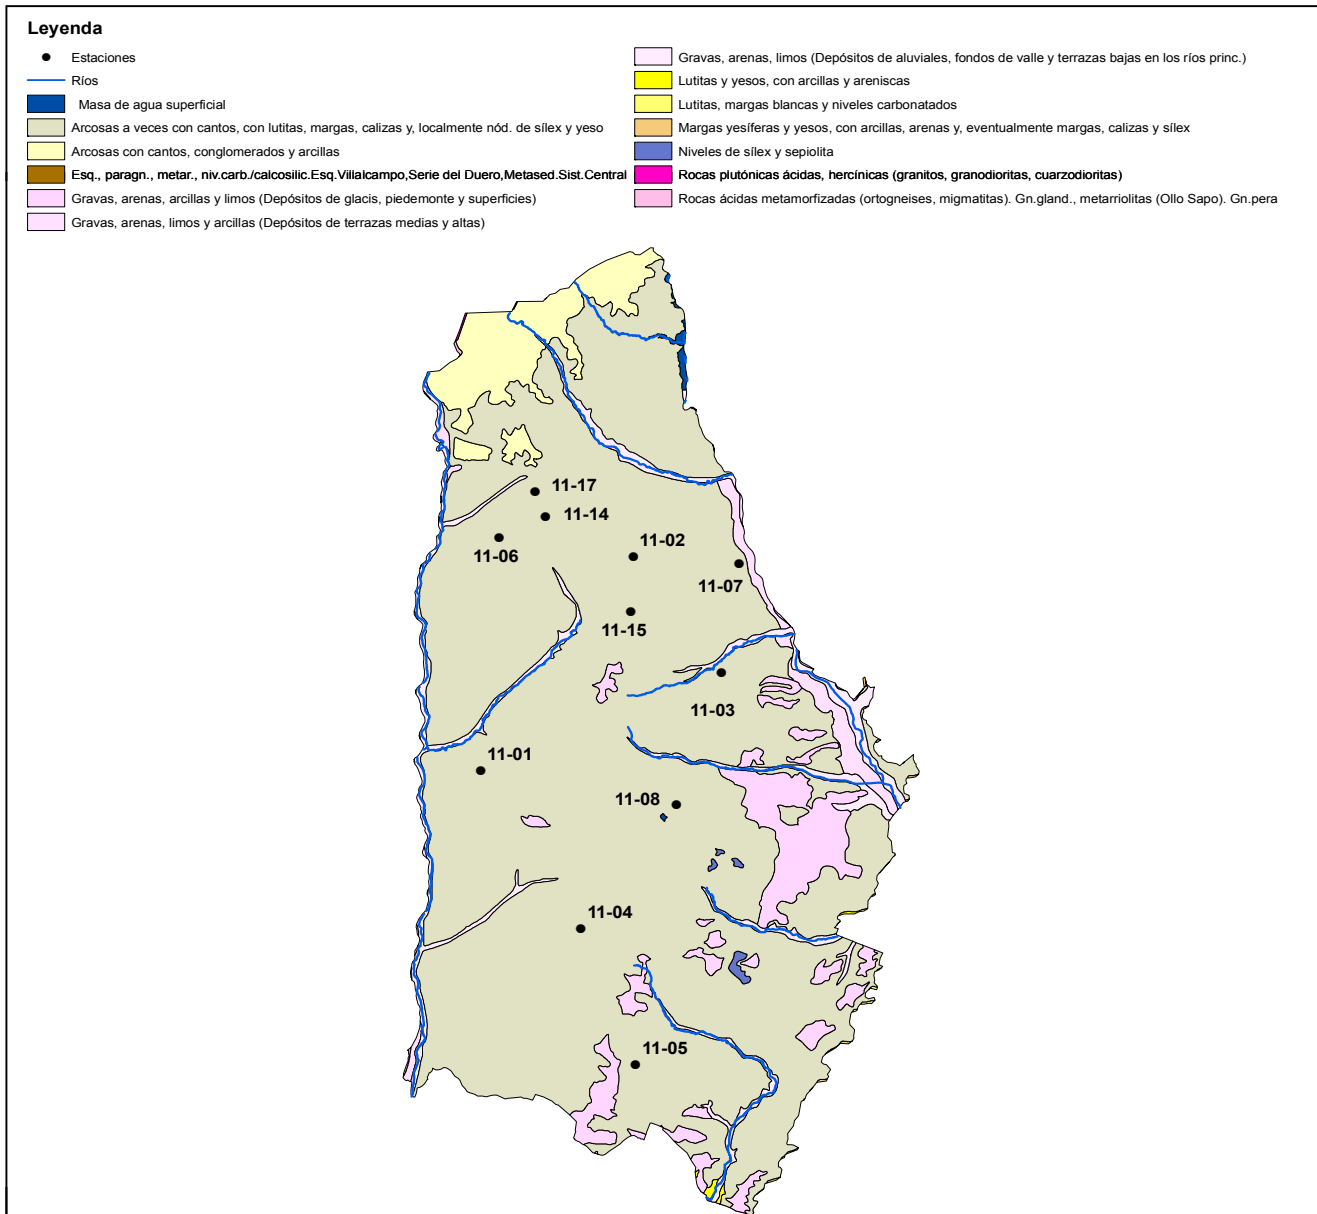 Leyenda
Estaciones
Ríos
Masa de agua superficial
Arcosas a veces con cantos, con lutitas, margas, calizas y, localmente nód. de sílex y yeso
Arcosas con cantos, conglomerados y arcillas
Esq., paragn., metar., niv.carb./calcosilic.Esq.Villalcampo,Serie del Duero,Metased.Sist.Central
Gravas, arenas, arcillas y limos (Depósitos de glacis, piedemonte y superficies)
Gravas, arenas, limos y arcillas (Depósitos de terrazas medias y altas)
Gravas, arenas, limos (Depósitos de aluviales, fondos de valle y terrazas bajas en los ríos princ.)
Lutitas y yesos, con arcillas y areniscas
Lutitas, margas blancas y niveles carbonatados
Margas yesíferas y yesos, con arcillas, arenas y, eventualmente margas, calizas y sílex
Niveles de sílex y sepiolita
Rocas plutónicas ácidas, hercínicas (granitos, granodioritas, cuarzodioritas)
Rocas ácidas metamorfizadas (ortogneises, migmatitas). Gn.gland., metarriolitas (Ollo Sapo). Gn.pera
11-17
11-14
11-02
11-06
11-07
11-15
11-03
11-01
11-08
11-04
11-05